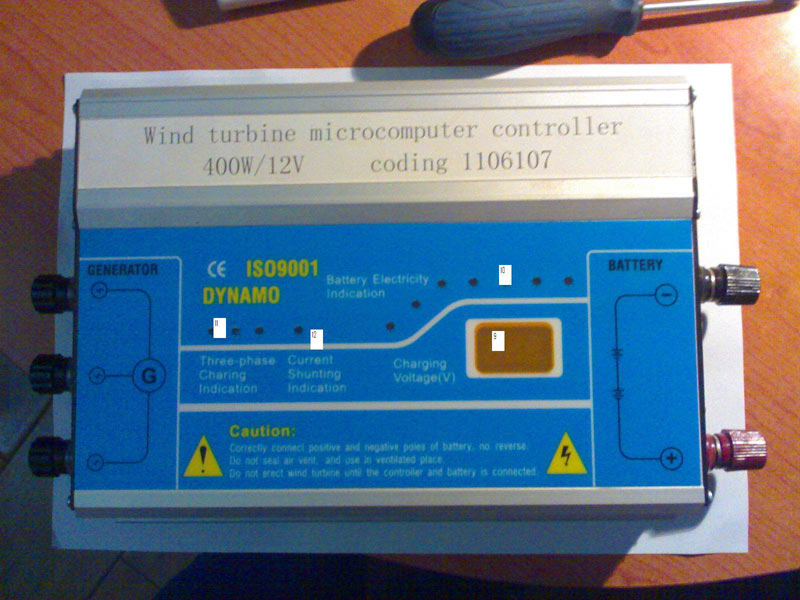 Wind turbine microcomputer controller
400W/12V coding 1106107
GENERATOR
CE ISO9001
DYNAMO
Battery Electricity
Indication
10
BATTERY
11
12
9
G
Three-phase
Charing
Indication
Current
Shunting
Indication
Charging
Voltage(V)
Caution:
Correctly connect positive and negative poles of battery, no reverse.
Do not seal air vent, and use in ventilated place.
Do not erect wind turbine until the controller and battery is connected.